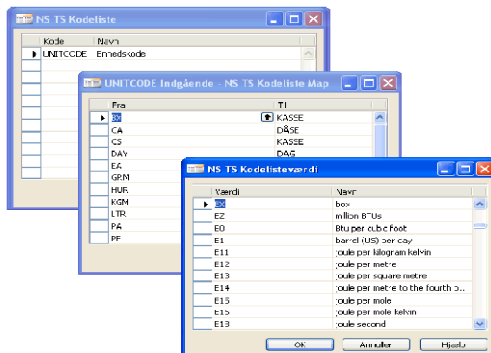 NS TS Kodeliste
Kode Navn
UNITCODE Enhedskode
UNITCODE Indgående - NS TS Kodeliste Map
Fra Til
BX KASSE
CA DÅSE
CS KASSE
DAY DAG
EA
GRM
HUR
KGM
LTR
PA
PF
NS TS Kodelisteværdi
Værdi Navn
box
EZ million BTUs
E0 Btu per cubic foot
E1 barrel (US) per day
E11 joule per kilogram kelvin
E12 joule per metre
E13 joule per square metre
E14 joule per metre to the fourth p...
E15 joule per mole
joule per mole kelvin
joule second
OK Annuller Hjælp